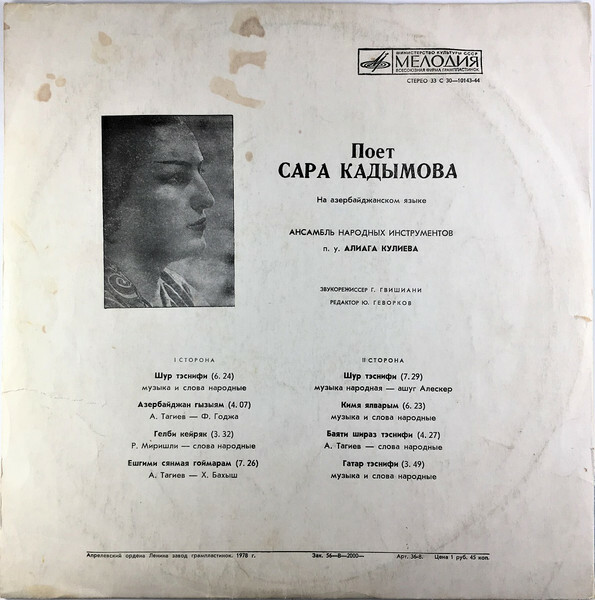 МИНИСТЕРСТВО КУЛЬТУРЫ СССР
МЕЛОДИЯ
ВСЕСОЮЗНАЯ ФИРМА ГРАМПЛАСТИНОК
СТЕРЕО 33 С 30—10143-44
Поет
САРА КАДЫМОВА
На азербайджанском языке
АНСАМБЛЬ НАРОДНЫХ ИНСТРУМЕНТОВ
п. у. АЛИАГА КУЛИЕВА
ЗВУКОРЕЖИССЕР Г. ГВИШИАНИ
РЕДАКТОР Ю. ГЕВОРКОВ
I СТОРОНА
Шур тэснифи (6. 24)
музыка и слова народные
Азербайджан гызыям (4. 07)
А. Тагиев — Ф. Годжа
Гелби кейряк (3. 32)
Р. Миришли — слова народные
Ешгими сянмая гоймарам (7. 26)
А. Тагиев — Х. Бахыш
II СТОРОНА
Шур тэснифи (7. 29)
музыка народная — ашуг Алескер
Кимя ялварым (6. 23)
музыка и слова народные
Баяти шираз тэснифи (4. 27)
А. Тагиев — слова народные
Гатар тэснифи (3. 49)
музыка и слова народные
Апрелевский ордена Ленина завод грампластинок. 1978 г. Зак. 56—В—2000— Арт. 36-8. Цена 1 руб. 45 коп.